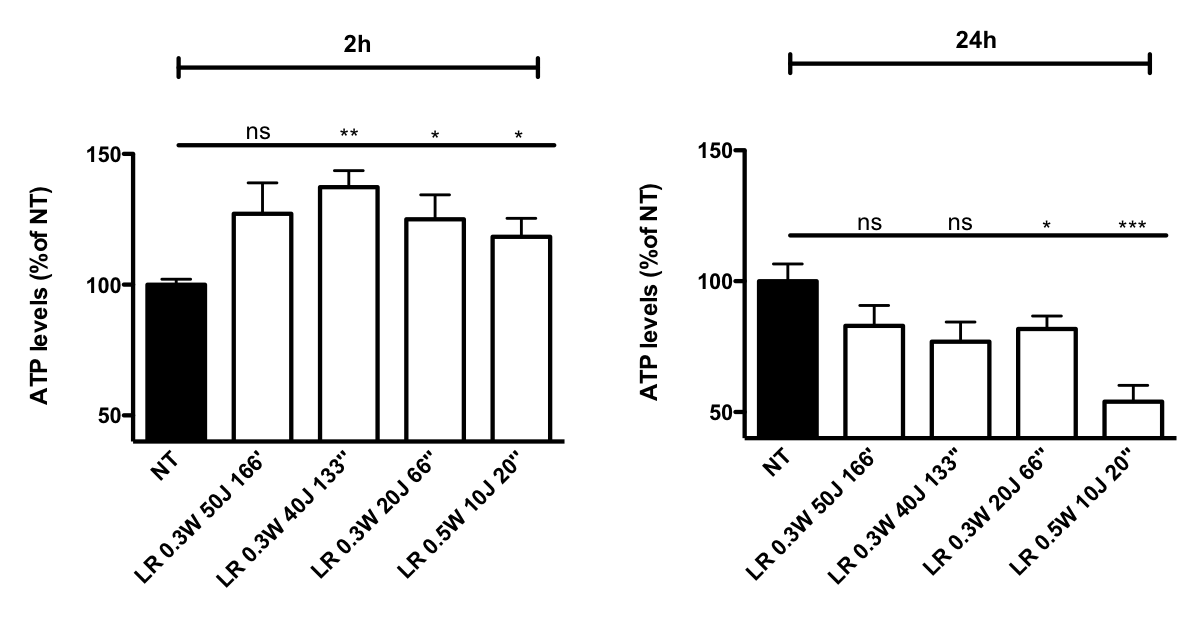 2h
ns ** * *
150
100
50
ATP levels (%of NT)
NT
LR 0.3W 50J 166'
LR 0.3W 40J 133"
LR 0.3W 20J 66"
LR 0.5W 10J 20"
24h
ns ns * ***
150
100
50
ATP levels (%of NT)
NT
LR 0.3W 50J 166'
LR 0.3W 40J 133"
LR 0.3W 20J 66"
LR 0.5W 10J 20"